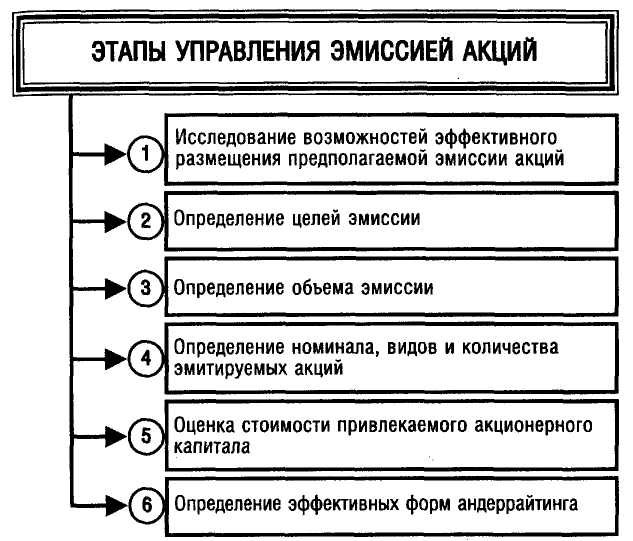 ЭТАПЫ УПРАВЛЕНИЯ ЭМИССИЕЙ АКЦИЙ
1
Исследование возможностей эффективного
размещения предполагаемой эмиссии акций
2
Определение целей эмиссии
3
Определение объема эмиссии
4
Определение номинала, видов и количества
эмитируемых акций
5
Оценка стоимости привлекаемого акционерного
капитала
6
Определение эффективных форм андеррайтинга